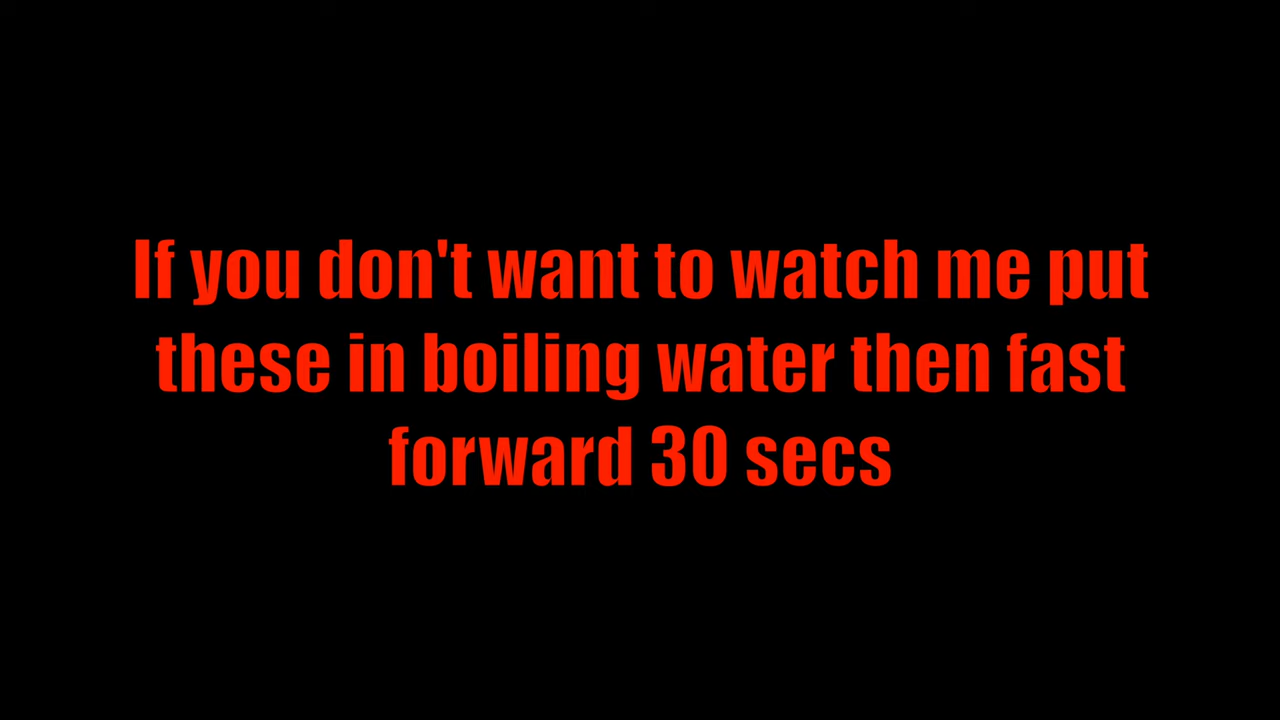 If you don't want to watch me put
these in boiling water then fast
forward 30 secs